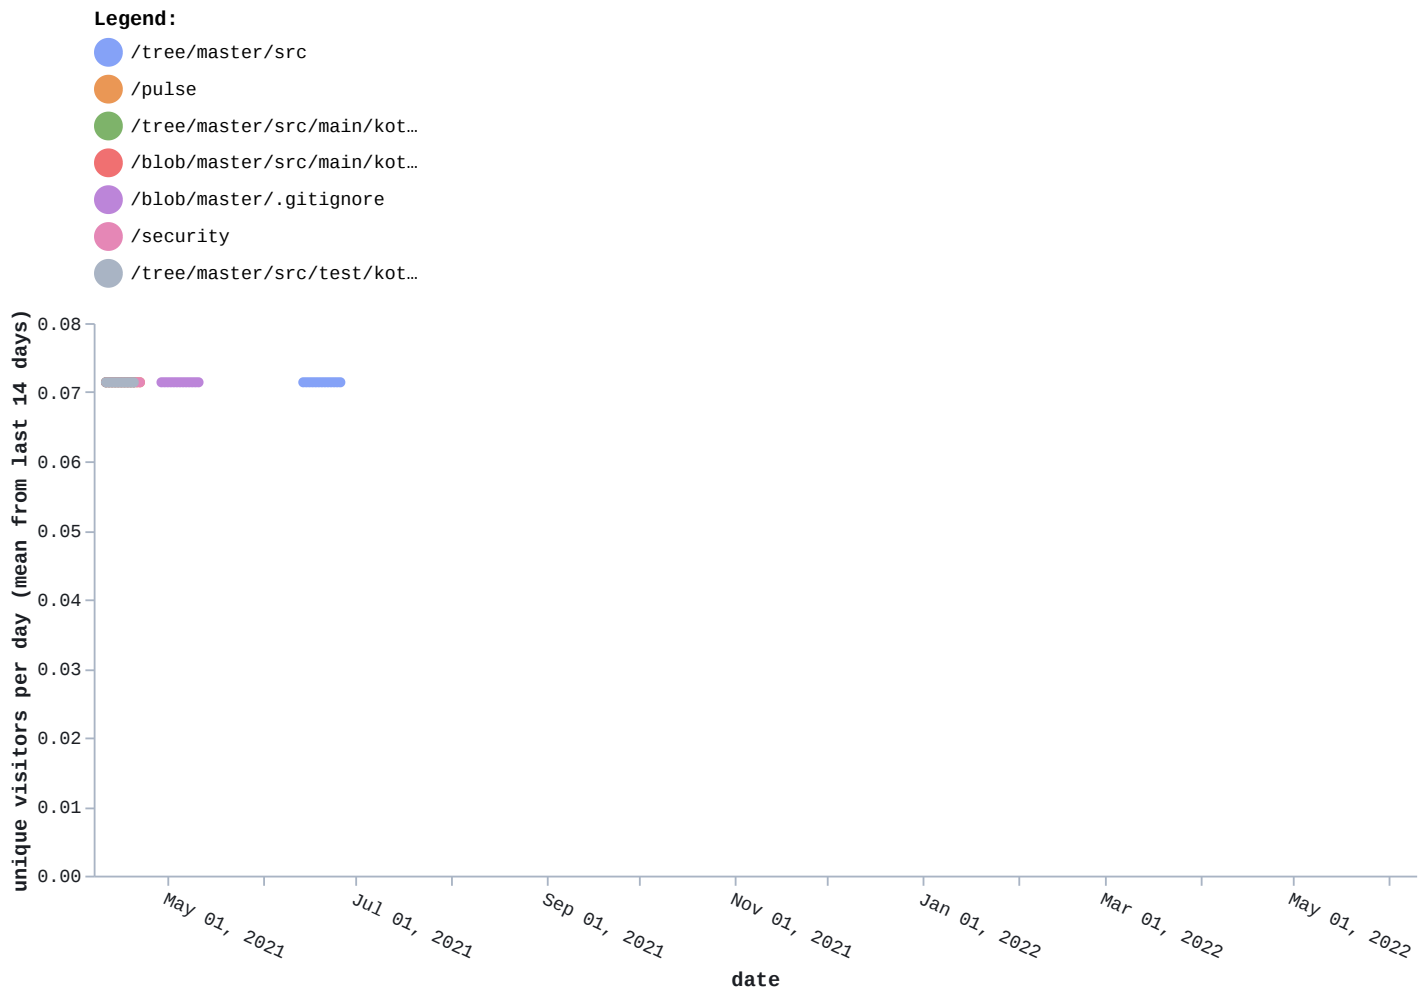 Legend:
/tree/master/src
/pulse
/tree/master/src/main/kot…
/blob/master/src/main/kot…
/blob/master/.gitignore
/security
/tree/master/src/test/kot…
unique visitors per day (mean from last 14 days)
0.08
0.07
0.06
0.05
0.04
0.03
0.02
0.01
0.00
May 01, 2021
Jul 01, 2021
Sep 01, 2021
Nov 01, 2021
Jan 01, 2022
Mar 01, 2022
May 01, 2022
date